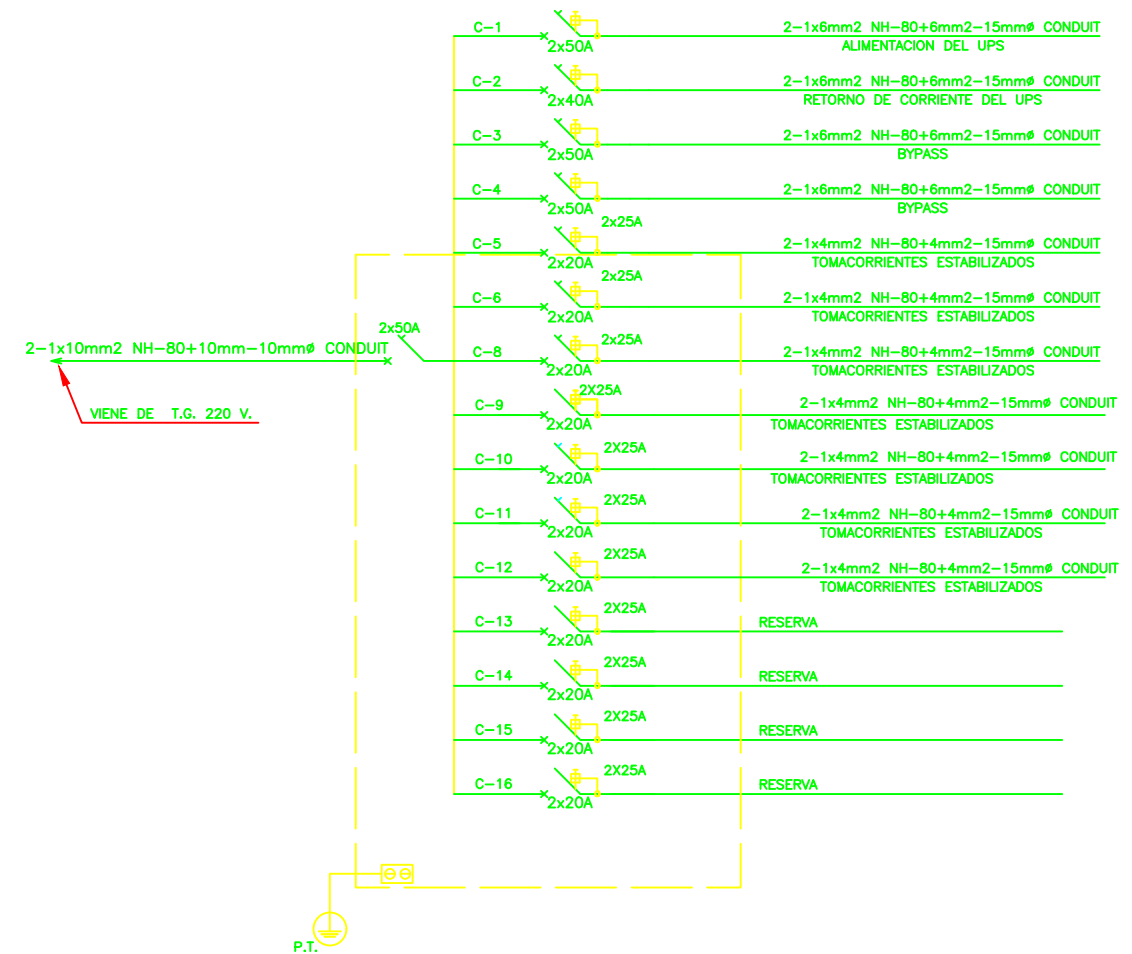 C-1 2-1x6mm2 NH-80+6mm2-15mmø CONDUIT
2x50A ALIMENTACION DEL UPS
C-2 2-1x6mm2 NH-80+6mm2-15mmø CONDUIT
2x40A RETORNO DE CORRIENTE DEL UPS
C-3 2-1x6mm2 NH-80+6mm2-15mmø CONDUIT
2x50A BYPASS
C-4 2-1x6mm2 NH-80+6mm2-15mmø CONDUIT
2x50A BYPASS
2x25A
C-5 2-1x4mm2 NH-80+4mm2-15mmø CONDUIT
2x20A TOMACORRIENTES ESTABILIZADOS
2x25A
C-6 2-1x4mm2 NH-80+4mm2-15mmø CONDUIT
2x20A TOMACORRIENTES ESTABILIZADOS
2x50A 2x25A
2-1x10mm2 NH-80+10mm-10mmø CONDUIT C-8 2-1x4mm2 NH-80+4mm2-15mmø CONDUIT
2x20A TOMACORRIENTES ESTABILIZADOS
2X25A
C-9 2-1x4mm2 NH-80+4mm2-15mmø CONDUIT
VIENE DE T.G. 220 V.
2x20A TOMACORRIENTES ESTABILIZADOS
2X25A
C-10 2-1x4mm2 NH-80+4mm2-15mmø CONDUIT
2x20A TOMACORRIENTES ESTABILIZADOS
2X25A
C-11 2-1x4mm2 NH-80+4mm2-15mmø CONDUIT
2x20A TOMACORRIENTES ESTABILIZADOS
2X25A
C-12 2-1x4mm2 NH-80+4mm2-15mmø CONDUIT
2x20A TOMACORRIENTES ESTABILIZADOS
2X25A
C-13 RESERVA
2x20A
2X25A
C-14 RESERVA
2x20A
2X25A
C-15 RESERVA
2x20A
2X25A
C-16 RESERVA
2x20A
P.T.